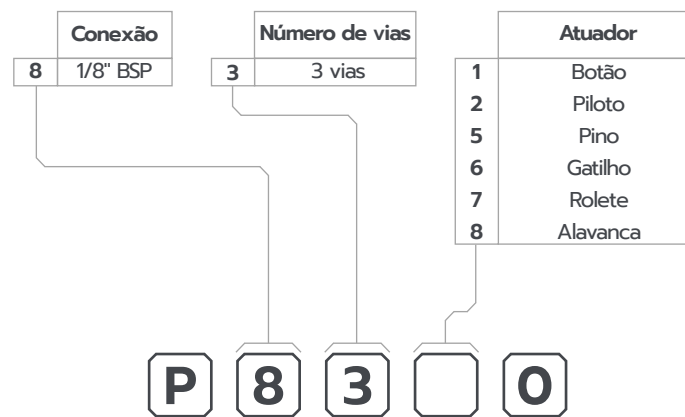 Conexão
8 1/8" BSP
Número de vias
3 3 vias
Atuador
1 Botão
2 Piloto
5 Pino
6 Gatilho
7 Rolete
8 Alavanca
P 8 3 0